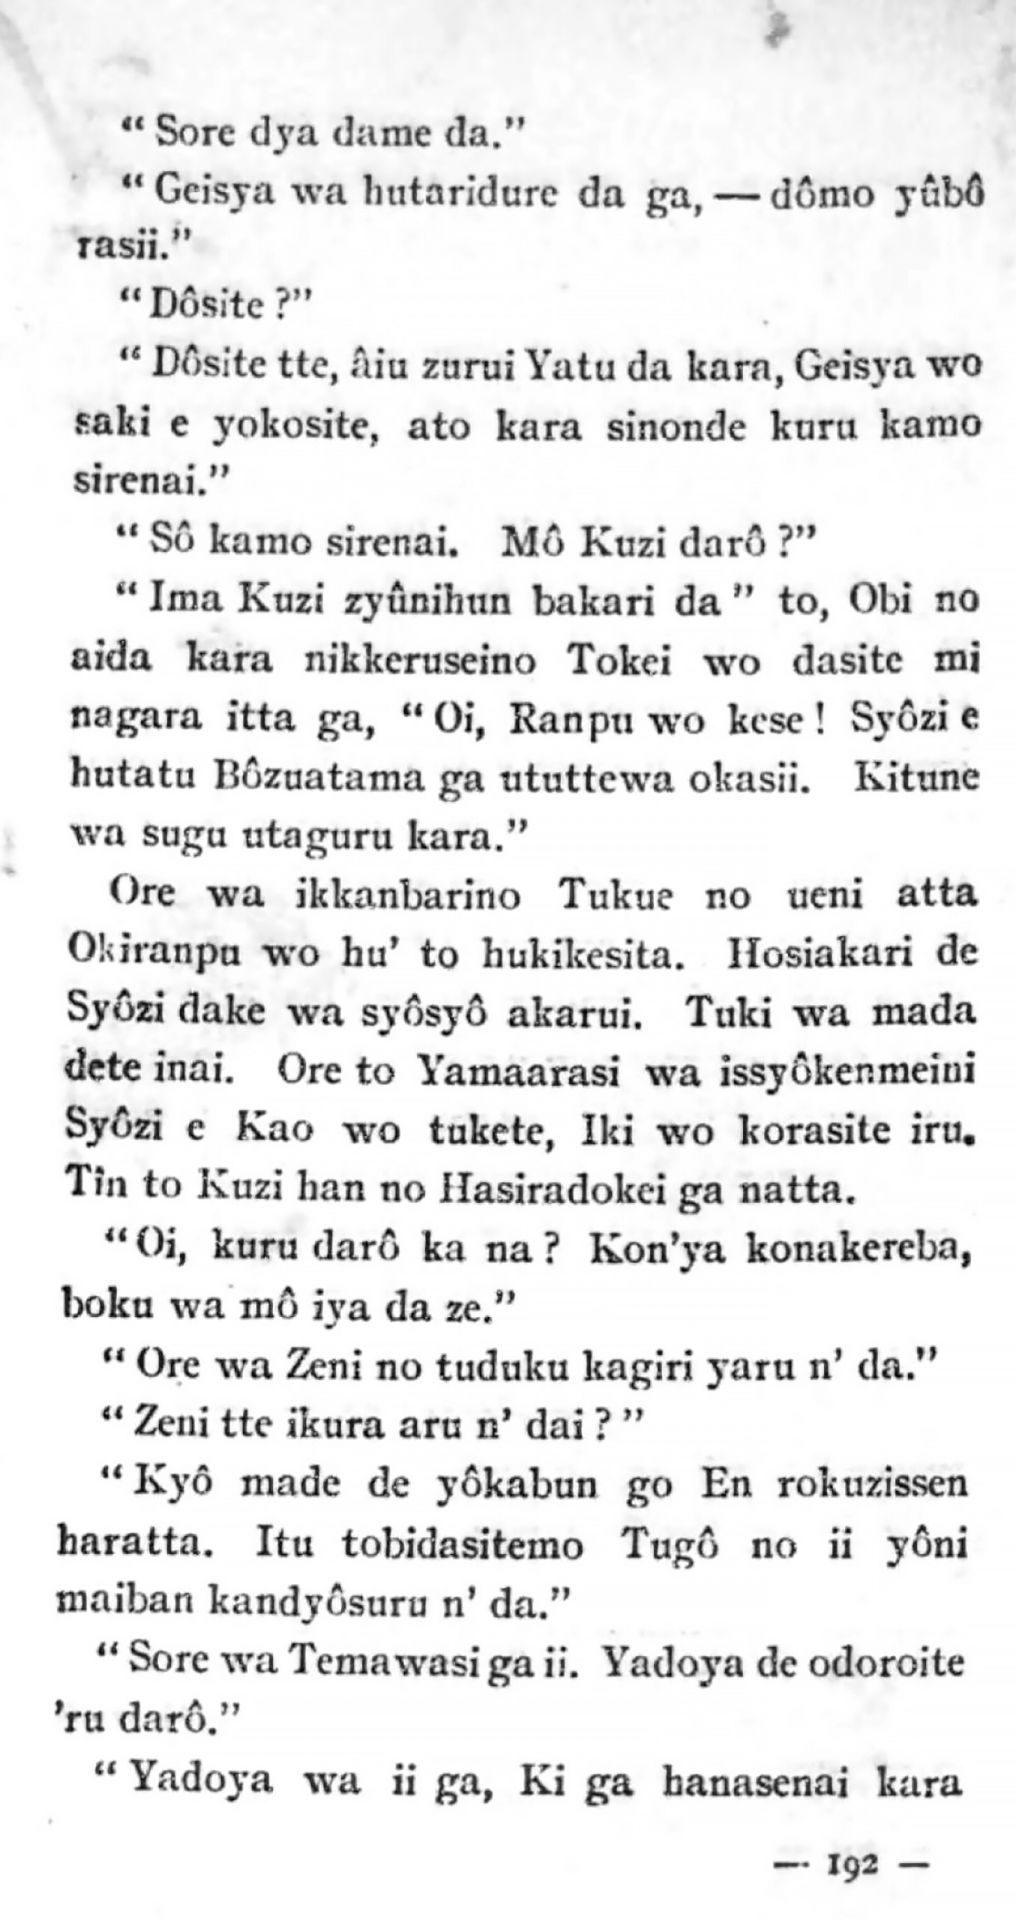 “ Sore dya dame da.”
“ Geisya wa hutaridure da ga, — dômo yûbô
rasii.”
“ Dôsite ?”
“ Dôsite tte, âiu zurui Yatu da kara, Geisya wo
saki e yokosite, ato kara sinonde kuru kamo
sirenai.”
“ Sô kamo sirenai. Mô Kuzi darô ?”
“ Ima Kuzi zyûnihun bakari da ” to, Obi no
aida kara nikkeruseino Tokei wo dasite mi
nagara itta ga, “ Oi, Ranpu wo kese ! Syôzi e
hutatu Bôzuatama ga ututtewa okasii. Kitune
wa sugu utaguru kara.”
Ore wa ikkanbarino Tukue no ueni atta
Okiranpu wo hu’ to hukikesita. Hosiakari de
Syôzi dake wa syôsyô akarui. Tuki wa mada
dete inai. Ore to Yamaarasi wa issyôkenmeini
Syôzi e Kao wo tukete, Iki wo korasite iru.
Tîn to Kuzi han no Hasiradokei ga natta.
“Oi, kuru darô ka na ? Kon’ya konakereba,
boku wa mô iya da ze.”
“ Ore wa Zeni no tuduku kagiri yaru n’ da.”
“ Zeni tte ikura aru n’ dai ? ”
“ Kyô made de yôkabun go En rokuzissen
haratta. Itu tobidasitemo Tugô no ii yôni
maiban kandyôsuru n’ da.”
“ Sore wa Temawasi ga ii. Yadoya de odoroite
’ru darô.”
“ Yadoya wa ii ga, Ki ga hanasenai kara
— 192 —